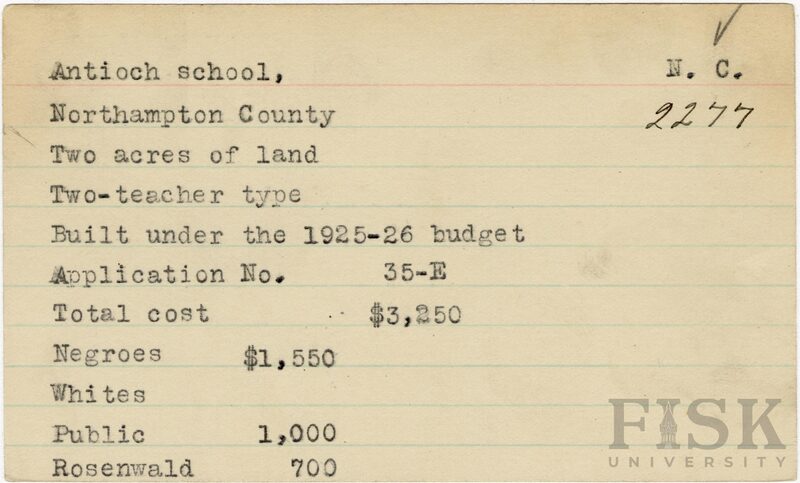 Antioch school, N. C.
Northampton County 2277
Two acres of land
Two-teacher type
Built under the 1925-26 budget
Application No. 35-E
Total cost $3,250
Negroes $1,550
Whites
Public 1,000
Rosenwald 700
FISK
UNIVERSITY